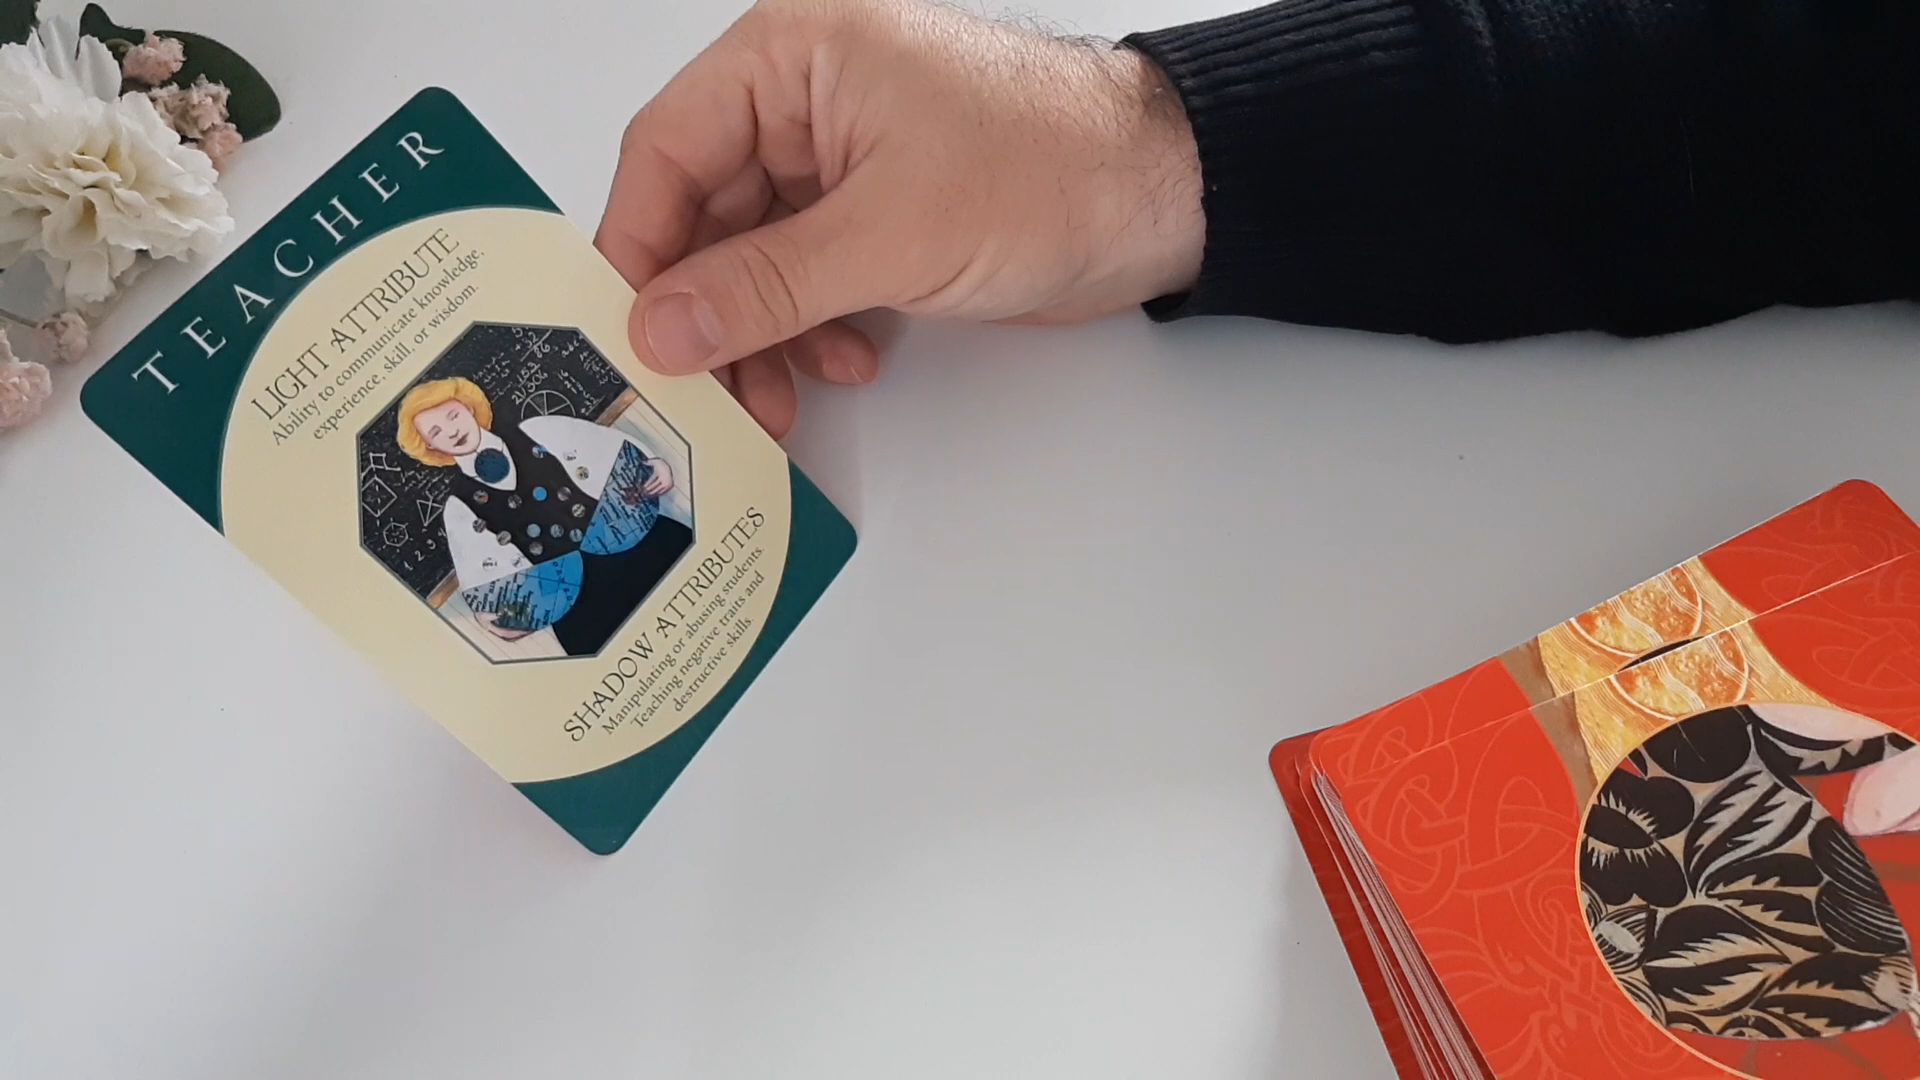 TEACHER
LIGHT ATTRIBUTE
Ability to communicate knowledge,
experience, skill, or wisdom.
SHADOW ATTRIBUTES
Manipulating or abusing students.
Teaching negative traits and
destructive skills.